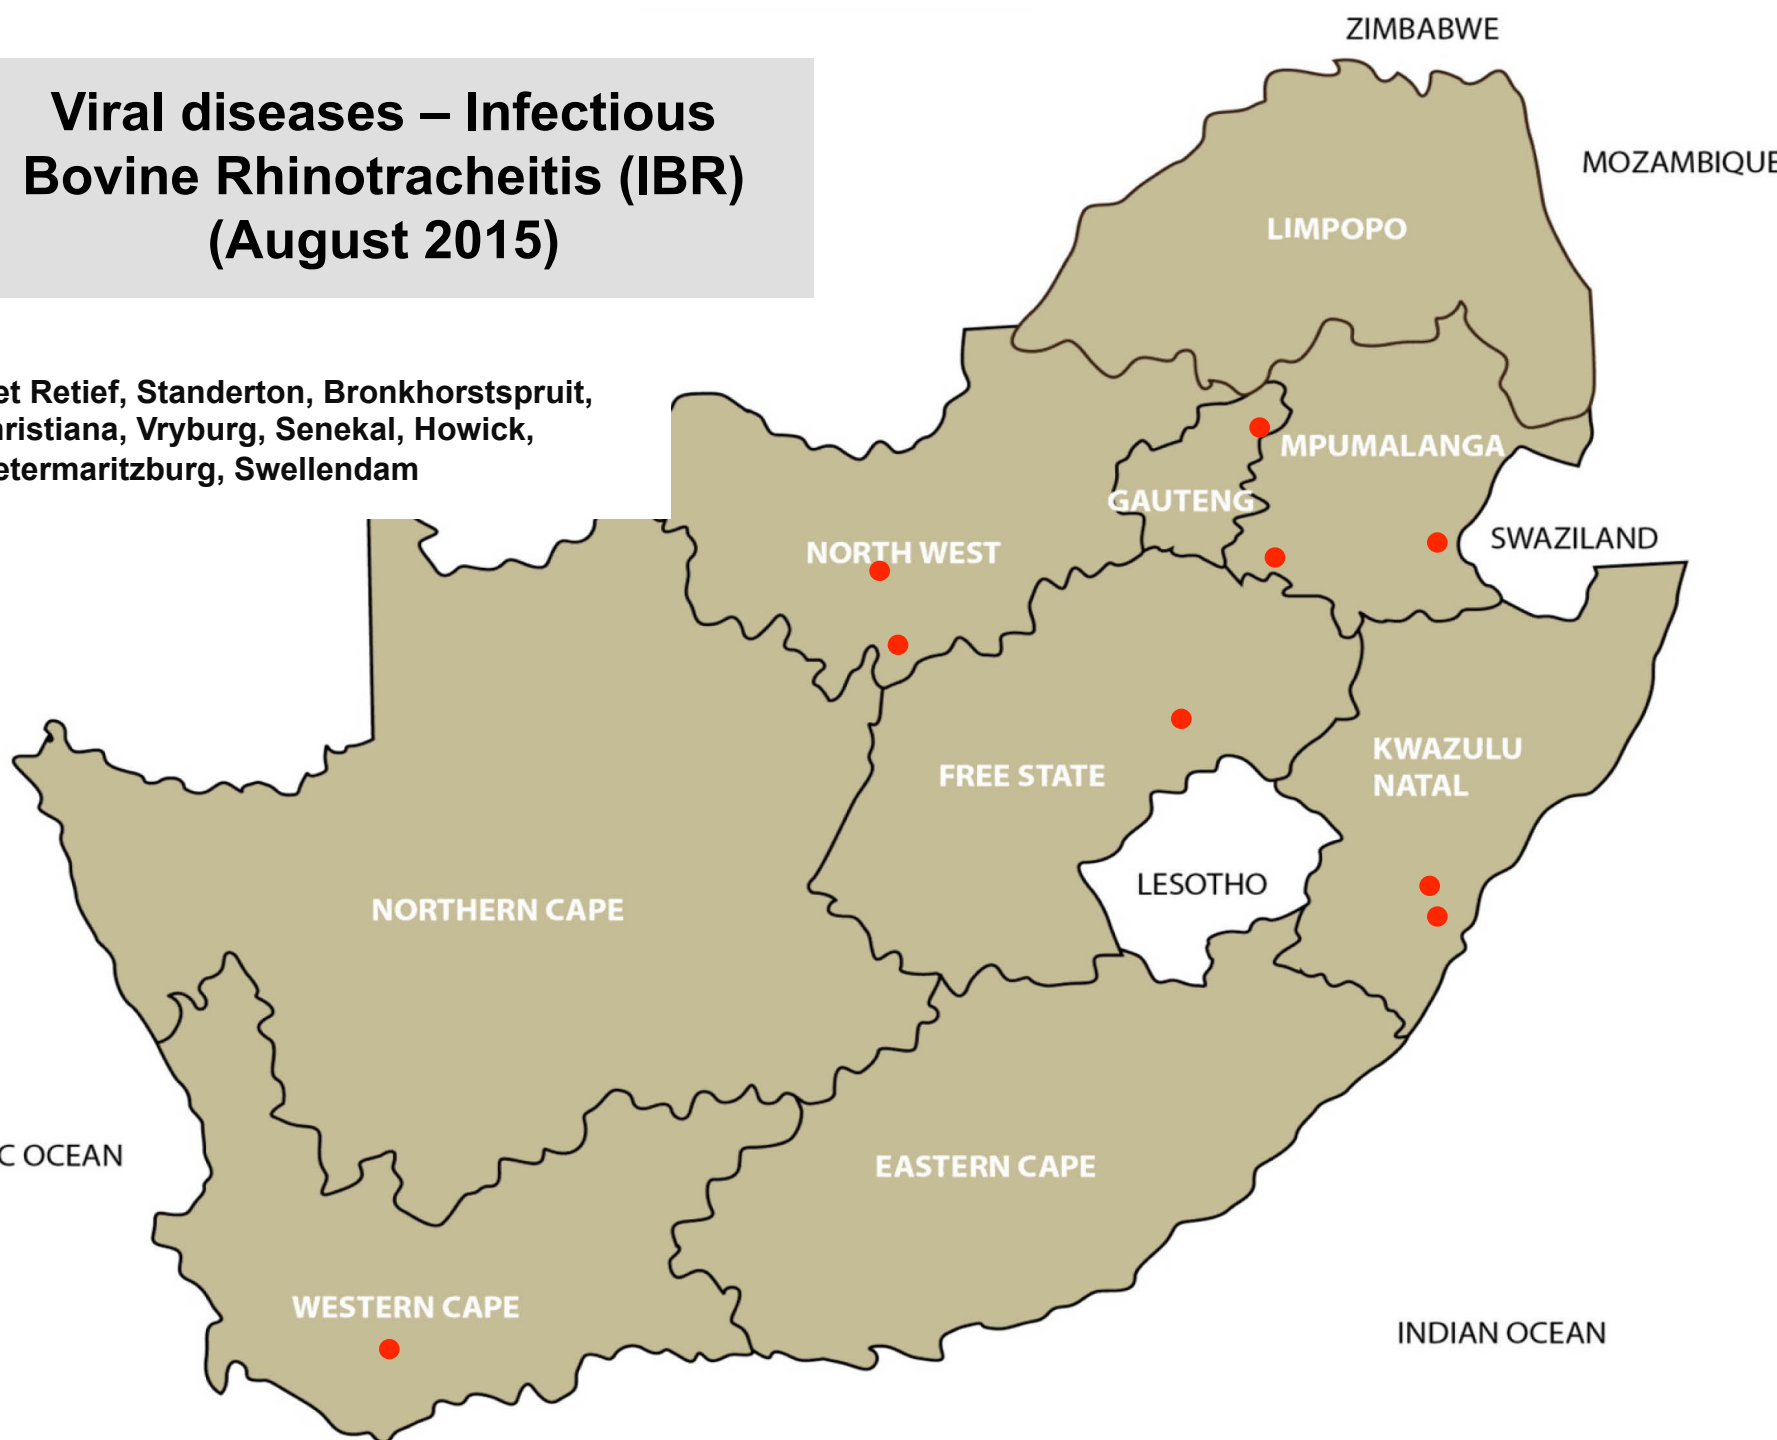 Viral diseases – Infectious
Bovine Rhinotracheitis (IBR)
(August 2015)
et Retief, Standerton, Bronkhorstspruit,
hristiana, Vryburg, Senekal, Howick,
etermaritzburg, Swellendam
ZIMBABWE
MOZAMBIQUE
LIMPOPO
MPUMALANGA
GAUTENG
SWAZILAND
NORTH WEST
KWAZULU
NATAL
FREE STATE
LESOTHO
NORTHERN CAPE
C OCEAN
EASTERN CAPE
WESTERN CAPE
INDIAN OCEAN